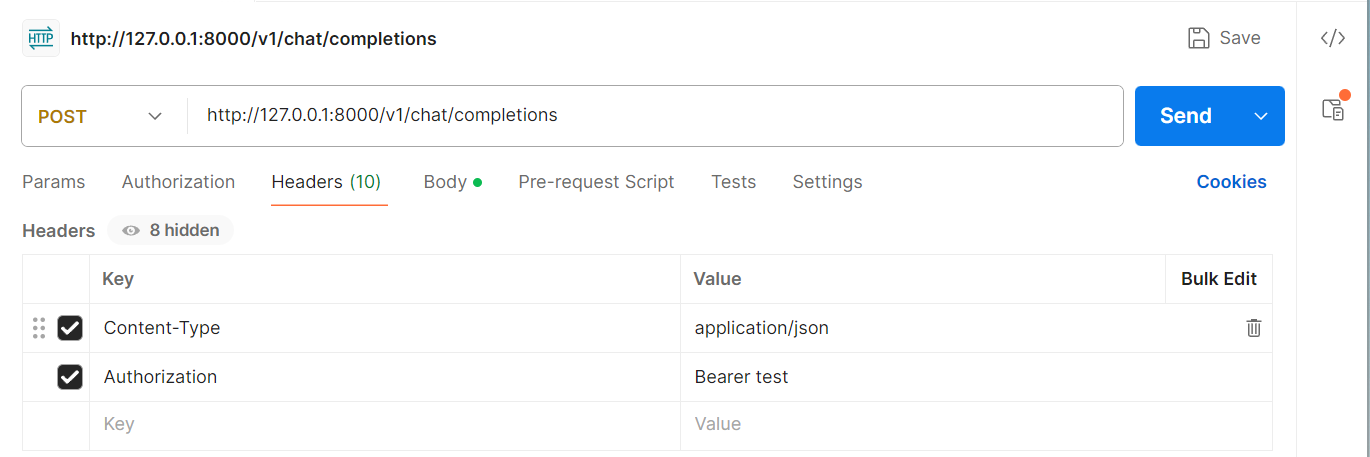 HTTP http://127.0.0.1:8000/v1/chat/completions Save </>
POST http://127.0.0.1:8000/v1/chat/completions Send
Params Authorization Headers (10) Body Pre-request Script Tests Settings Cookies
Headers 8 hidden
Key Value Bulk Edit
Content-Type application/json
Authorization Bearer test
Key Value